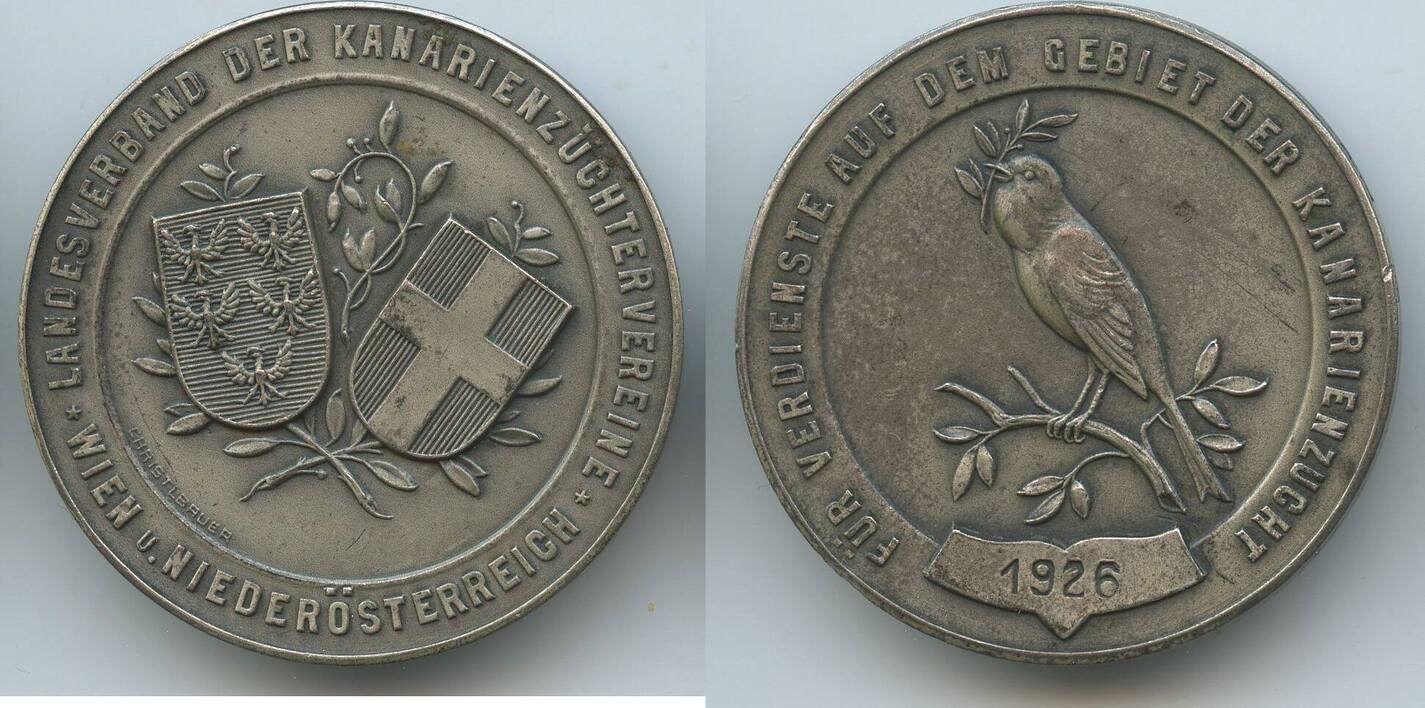 LANDESVERBAND DER KANARIENZÜCHTERVEREINE
* WIEN u. NIEDERÖSTERREICH *
CHRISTLBAUER
FÜR VERDIENSTE AUF DEM GEBIET DER KANARIENZUCHT
1926